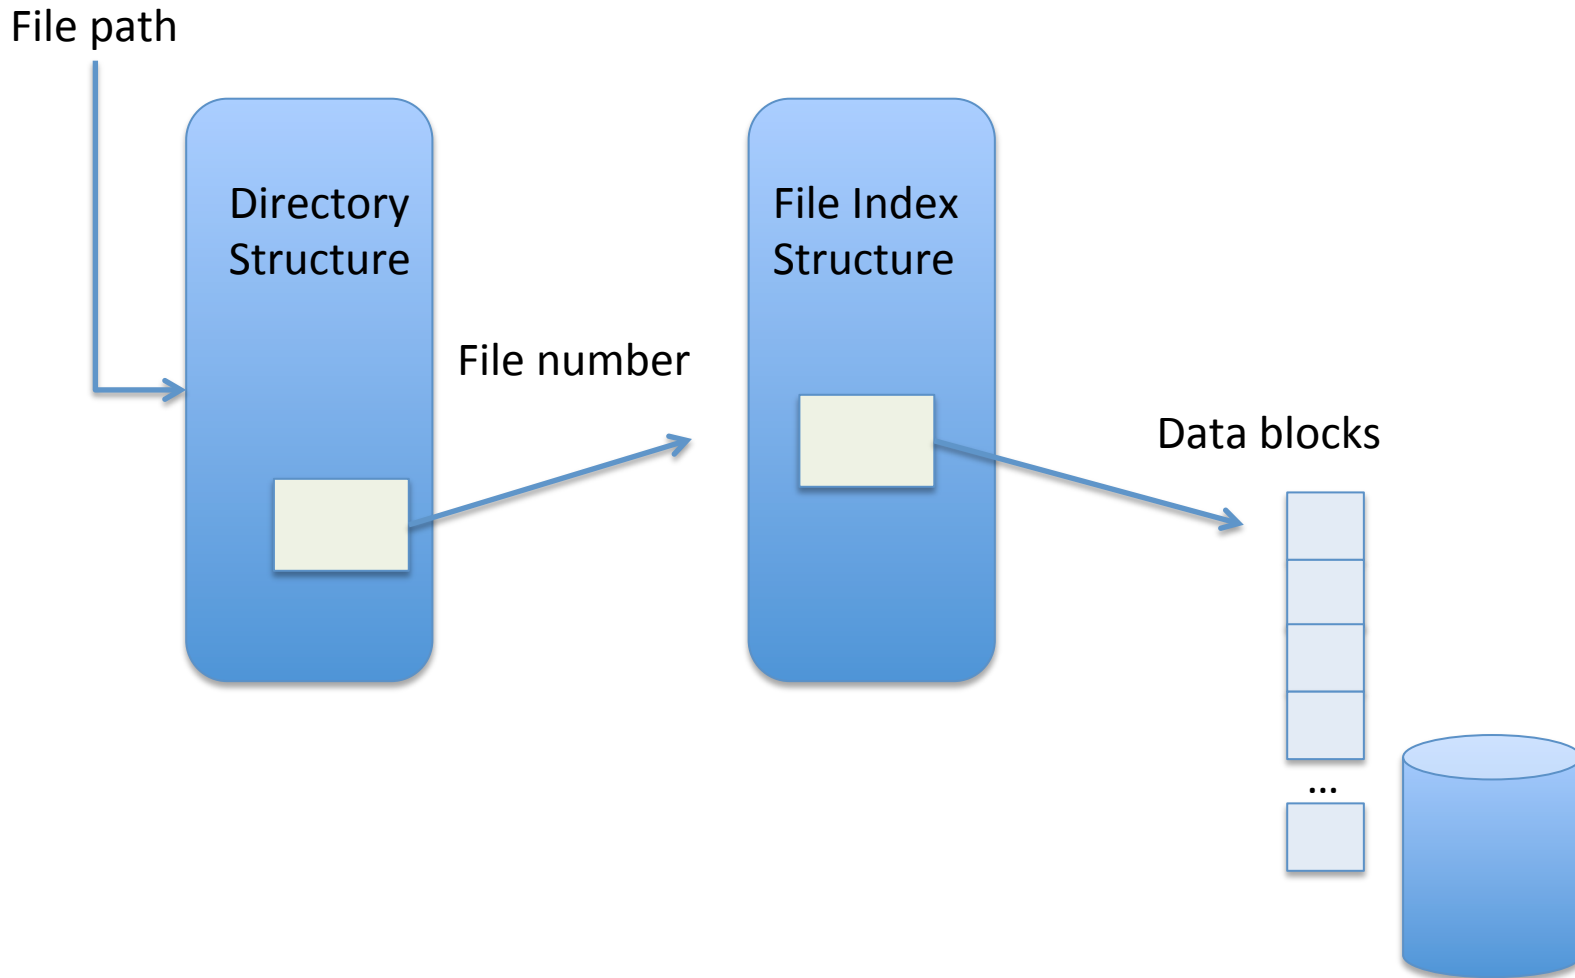 File path
Directory
Structure
File number
File Index
Structure
Data blocks
...